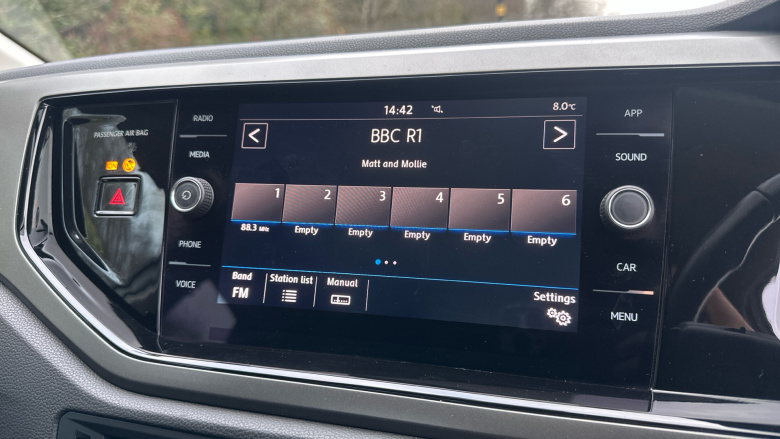 PASSENGER AIR BAG
RADIO
MEDIA
PHONE
VOICE
14:42
8.0°C
BBC R1
Matt and Mollie
1 2 3 4 5 6
88.3 MHz Empty Empty Empty Empty Empty
Band Station list Manual
FM
Settings
APP
SOUND
CAR
MENU